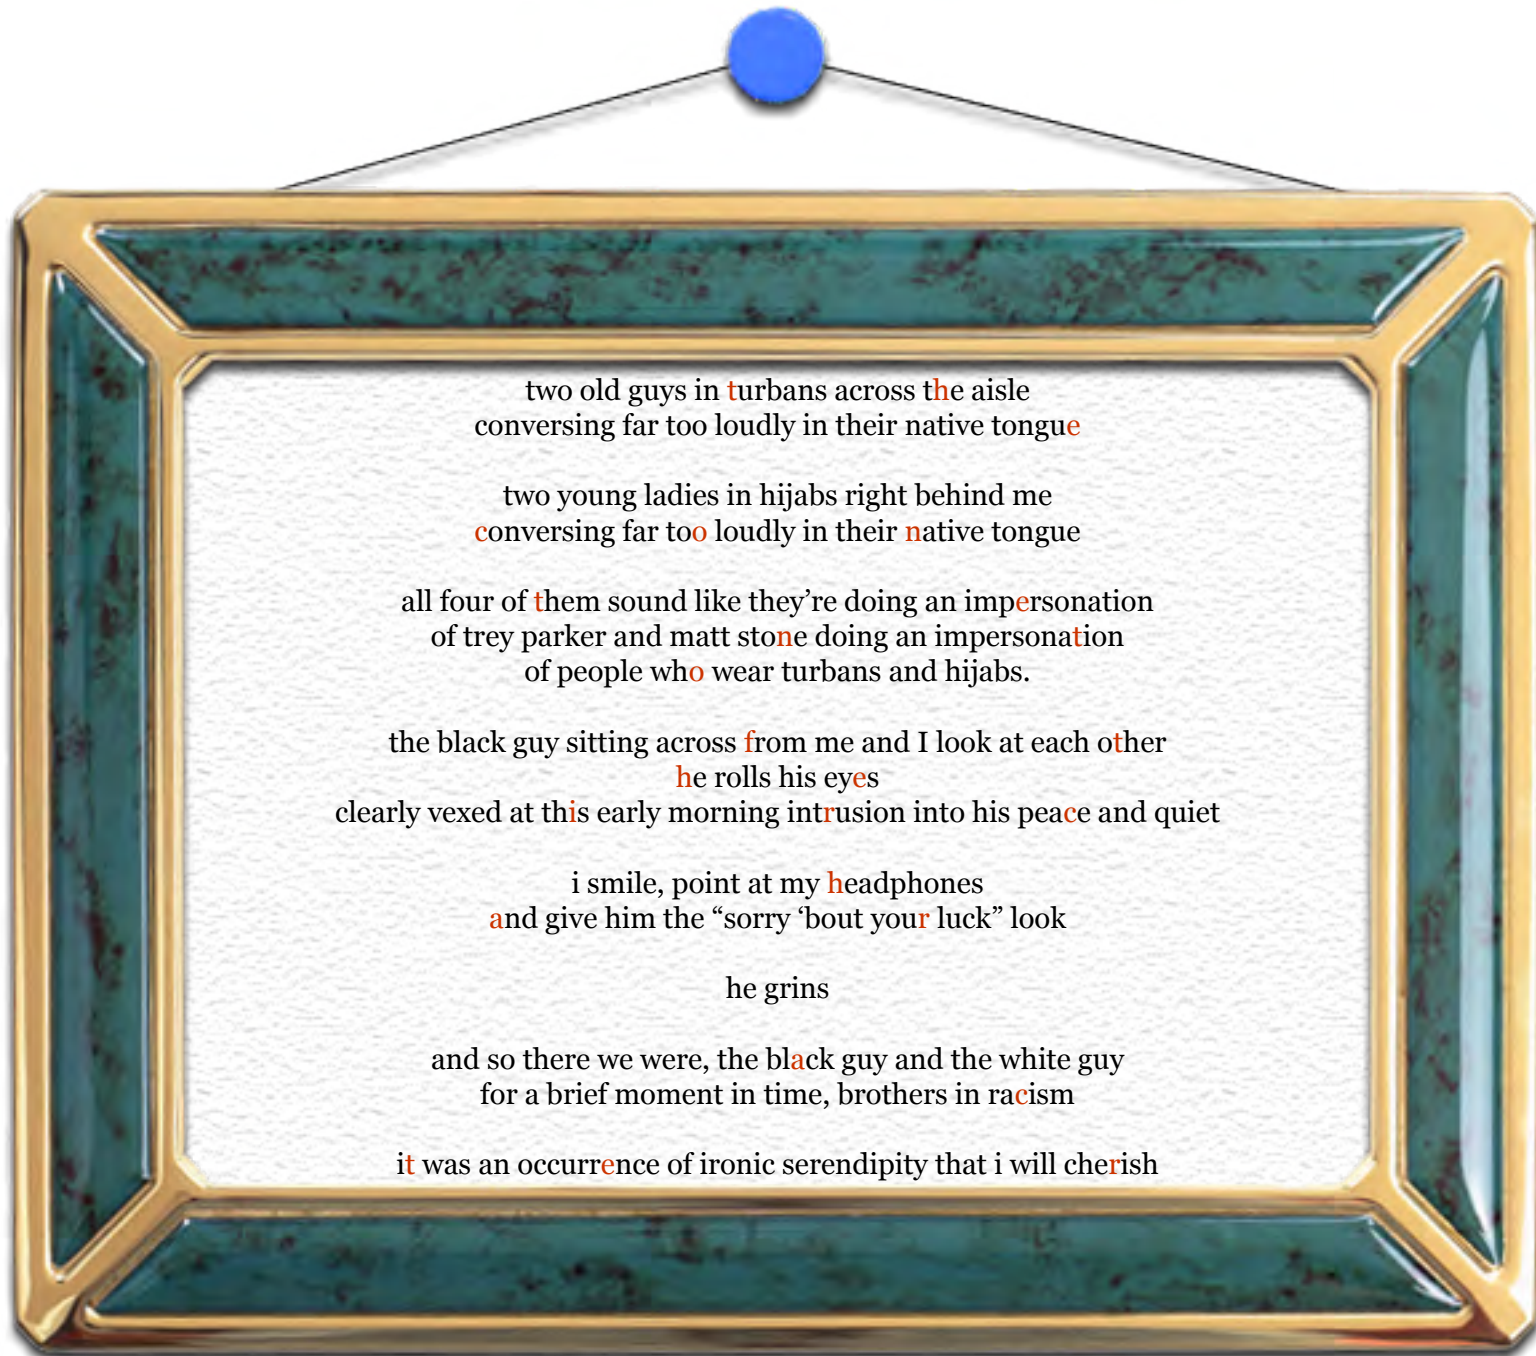 two old guys in turbans across the aisle
conversing far too loudly in their native tongue
two young ladies in hijabs right behind me
conversing far too loudly in their native tongue
all four of them sound like they’re doing an impersonation
of trey parker and matt stone doing an impersonation
of people who wear turbans and hijabs.
the black guy sitting across from me and I look at each other
he rolls his eyes
clearly vexed at this early morning intrusion into his peace and quiet
i smile, point at my headphones
and give him the “sorry ‘bout your luck” look
he grins
and so there we were, the black guy and the white guy
for a brief moment in time, brothers in racism
it was an occurrence of ironic serendipity that i will cherish